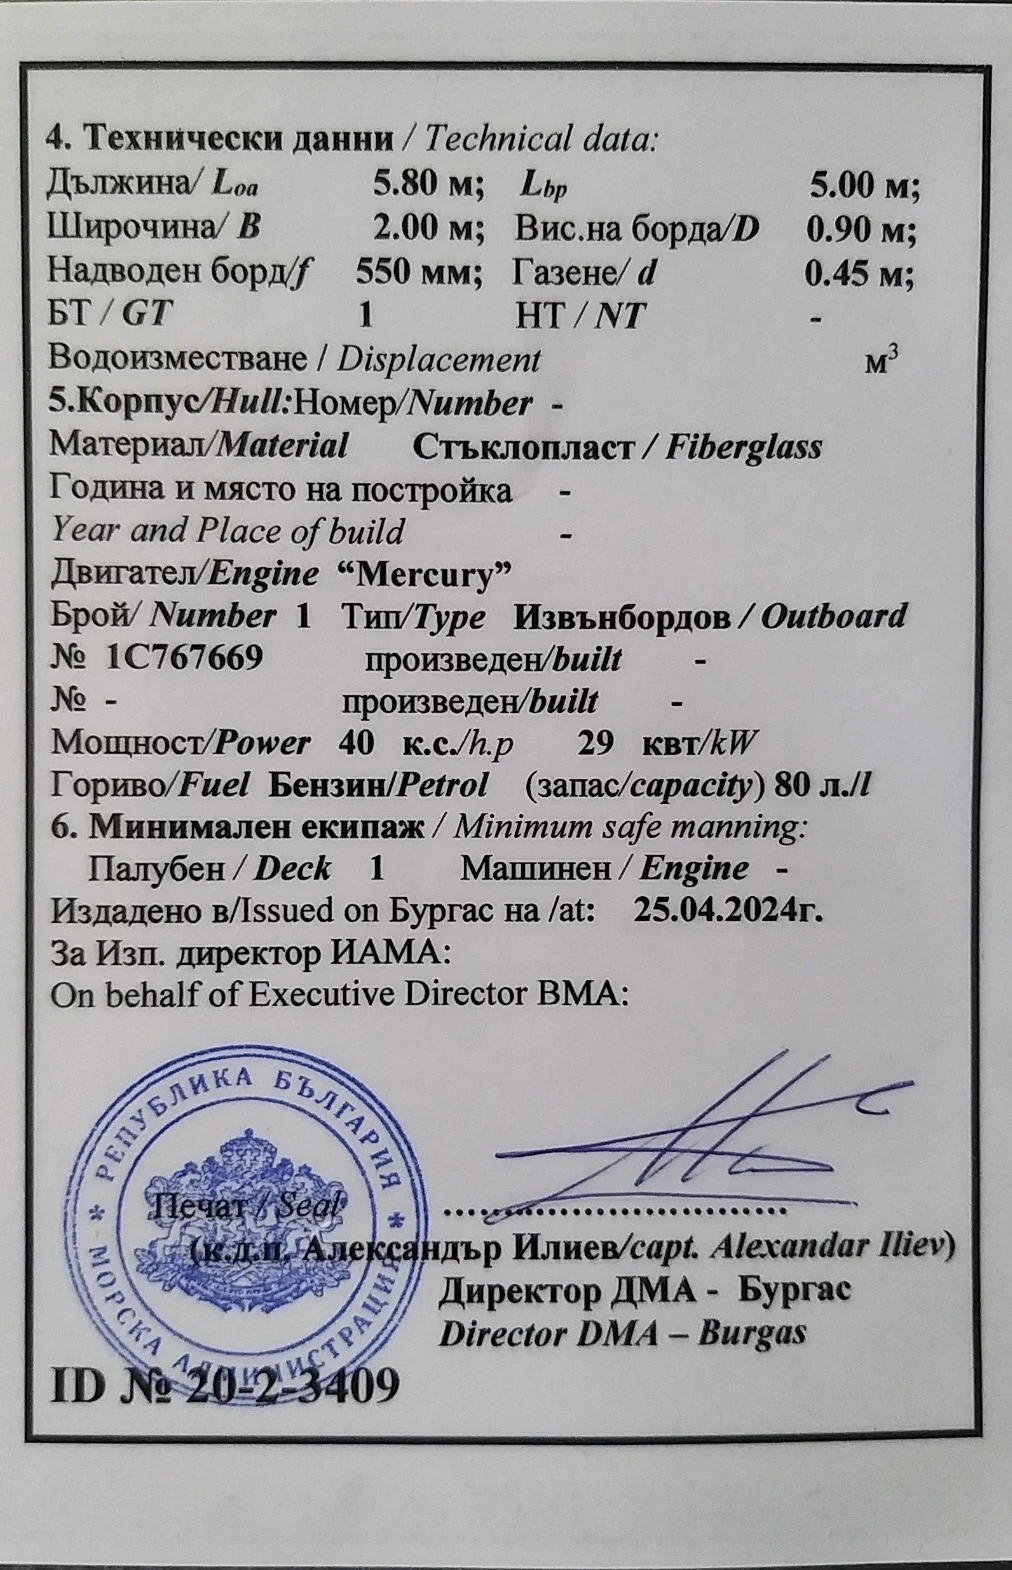 4. Технически данни / Technical data:
Дължина/ Loa 5.80 м; Lbp 5.00 м;
Широчина/ B 2.00 м; Вис.на борда/D 0.90 м;
Надводен борд/f 550 мм; Газене/ d 0.45 м;
БТ / GT 1 НТ / NT -
Водоизместване / Displacement м³
5.Корпус/Hull:Номер/Number -
Материал/Material Стъклопласт / Fiberglass
Година и място на постройка -
Year and Place of build -
Двигател/Engine “Mercury”
Брой/ Number 1 Тип/Type Извънбордов / Outboard
№ 1C767669 произведен/built -
№ - произведен/built -
Мощност/Power 40 к.с./h.p 29 квт/kW
Гориво/Fuel Бензин/Petrol (запас/capacity) 80 л./l
6. Минимален екипаж / Minimum safe manning:
Палубен / Deck 1 Машинен / Engine -
Издадено в/Issued on Бургас на /at: 25.04.2024г.
За Изп. директор ИАМА:
On behalf of Executive Director BMA:
* РЕПУБЛИКА БЪЛГАРИЯ *
МОРСКА АДМИНИСТРАЦИЯ
Печат / Seal ................................
(к.д.п. Александър Илиев/capt. Alexandar Iliev)
Директор ДМА - Бургас
Director DMA – Burgas
ID № 20-2-3409